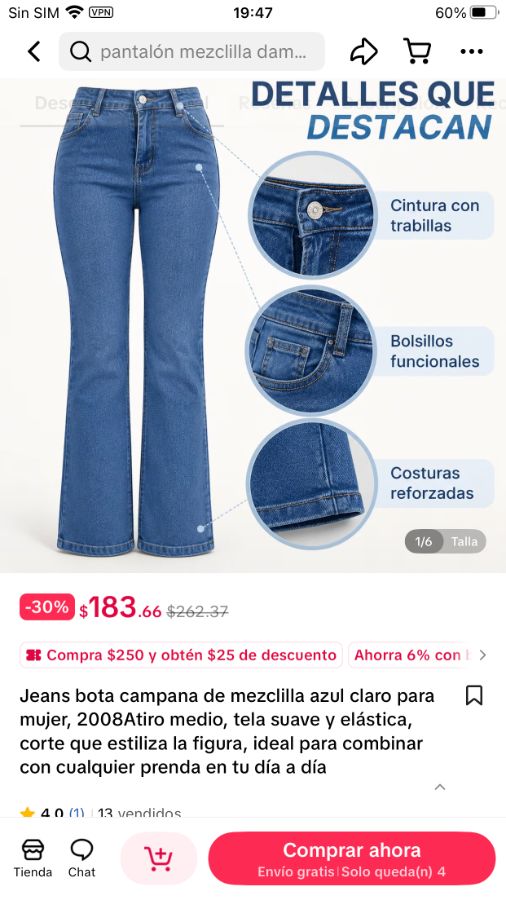 Sin SIM VPN 19:47 60%
pantalón mezclilla dam...
DETALLES QUE
DESTACAN
Cintura con
trabillas
Bolsillos
funcionales
Costuras
reforzadas
1/6 Talla
-30% $183.66 $262.37
Compra $250 y obtén $25 de descuento Ahorra 6% con
Jeans bota campana de mezclilla azul claro para
mujer, 2008Atiro medio, tela suave y elástica,
corte que estiliza la figura, ideal para combinar
con cualquier prenda en tu día a día
4.0 (1) 13 vendidos
Tienda Chat
Comprar ahora
Envío gratis Solo queda(n) 4